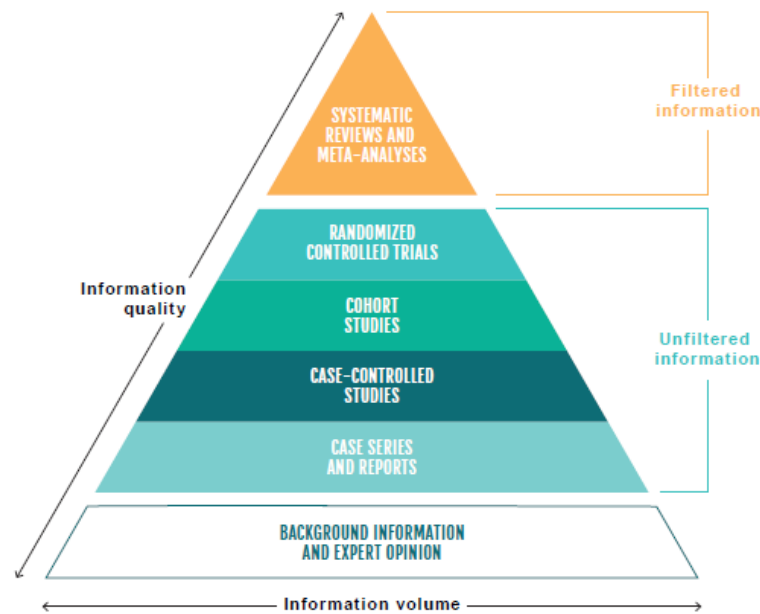 SYSTEMATIC
REVIEWS AND
META-ANALYSES
Filtered
information
RANDOMIZED
CONTROLLED TRIALS
Information
quality
COHORT
STUDIES
Unfiltered
information
CASE-CONTROLLED
STUDIES
CASE SERIES
AND REPORTS
BACKGROUND INFORMATION
AND EXPERT OPINION
Information volume